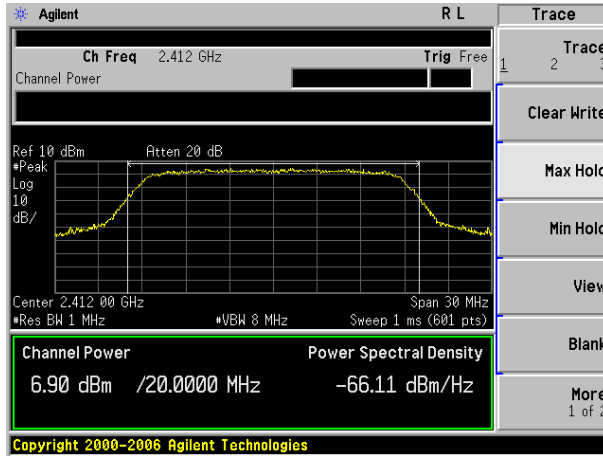 Agilent R L Trace
Ch Freq 2.412 GHz Trig Free
Channel Power
Trace
1 2
Clear Write
Ref 10 dBm Atten 20 dB
#Peak
Log
10
dB/
Max Hold
Min Hold
Center 2.412 00 GHz Span 30 MHz
#Res BW 1 MHz #VBW 8 MHz Sweep 1 ms (601 pts)
View
Channel Power Power Spectral Density
6.90 dBm /20.0000 MHz -66.11 dBm/Hz
Blank
More
1 of 2
Copyright 2000-2006 Agilent Technologies